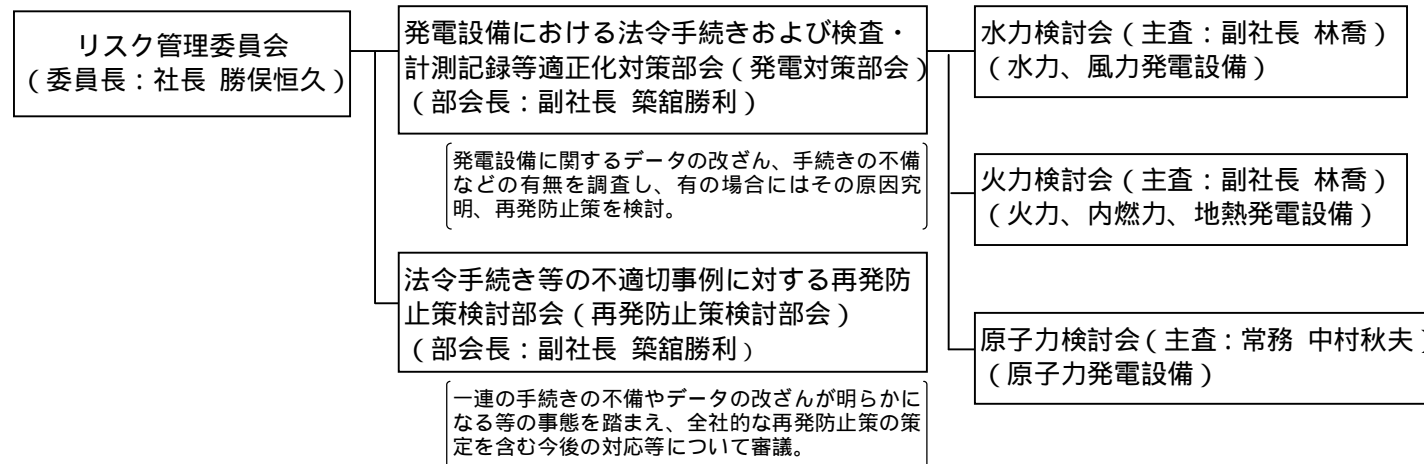 リスク管理委員会
（委員長：社長 勝俣恒久）
発電設備における法令手続きおよび検査・
計測記録等適正化対策部会（発電対策部会）
（部会長：副社長 築舘勝利）
発電設備に関するデータの改ざん、手続きの不備
などの有無を調査し、有の場合にはその原因究
明、再発防止策を検討。
法令手続き等の不適切事例に対する再発防
止策検討部会（再発防止策検討部会）
（部会長：副社長 築舘勝利）
一連の手続きの不備やデータの改ざんが明らかに
なる等の事態を踏まえ、全社的な再発防止策の策
定を含む今後の対応等について審議。
水力検討会（主査：副社長 林喬）
（水力、風力発電設備）
火力検討会（主査：副社長 林喬）
（火力、内燃力、地熱発電設備）
原子力検討会（主査：常務 中村秋夫）
（原子力発電設備）